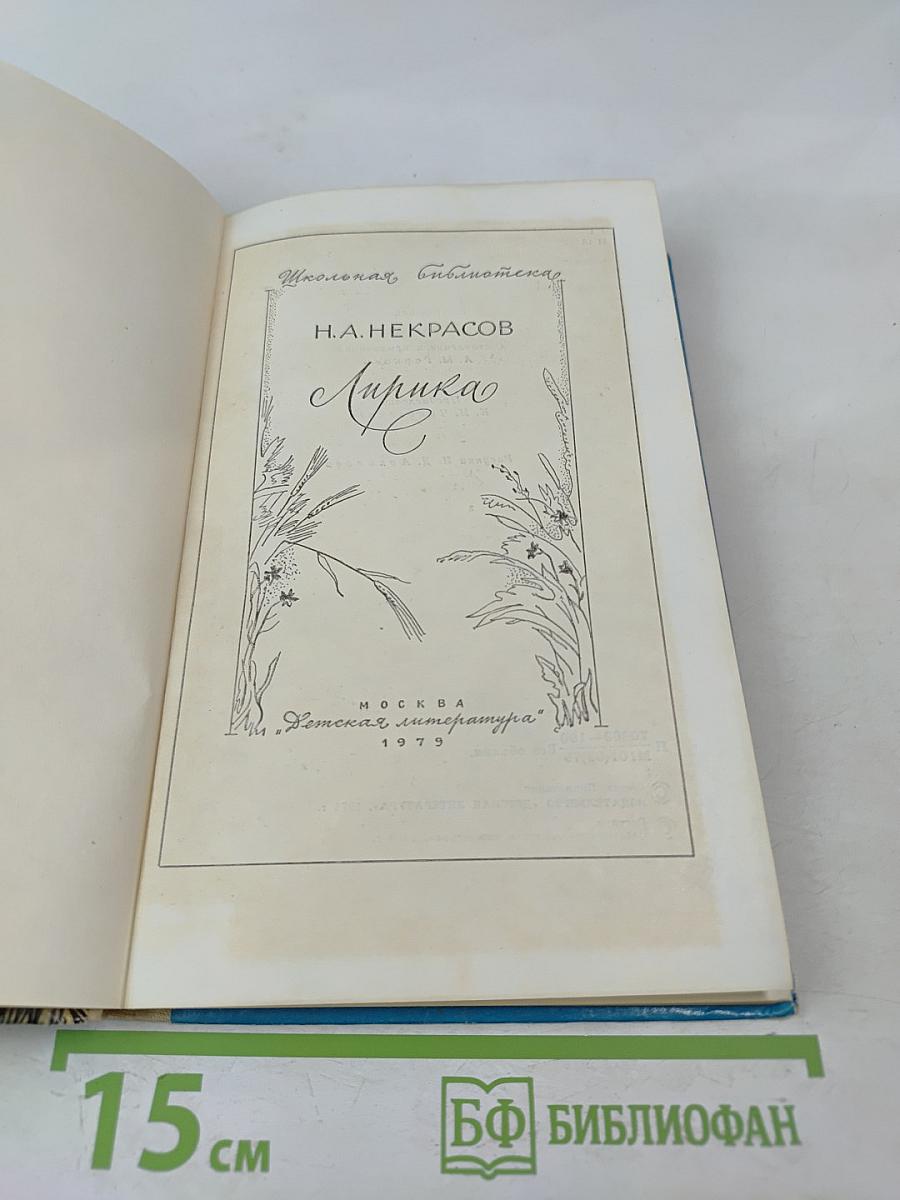 Школьная библиотека
Н.А.НЕКРАСОВ
Лирика
МОСКВА
„Детская литература“
1979
15 см
БФ БИБЛИОФАН